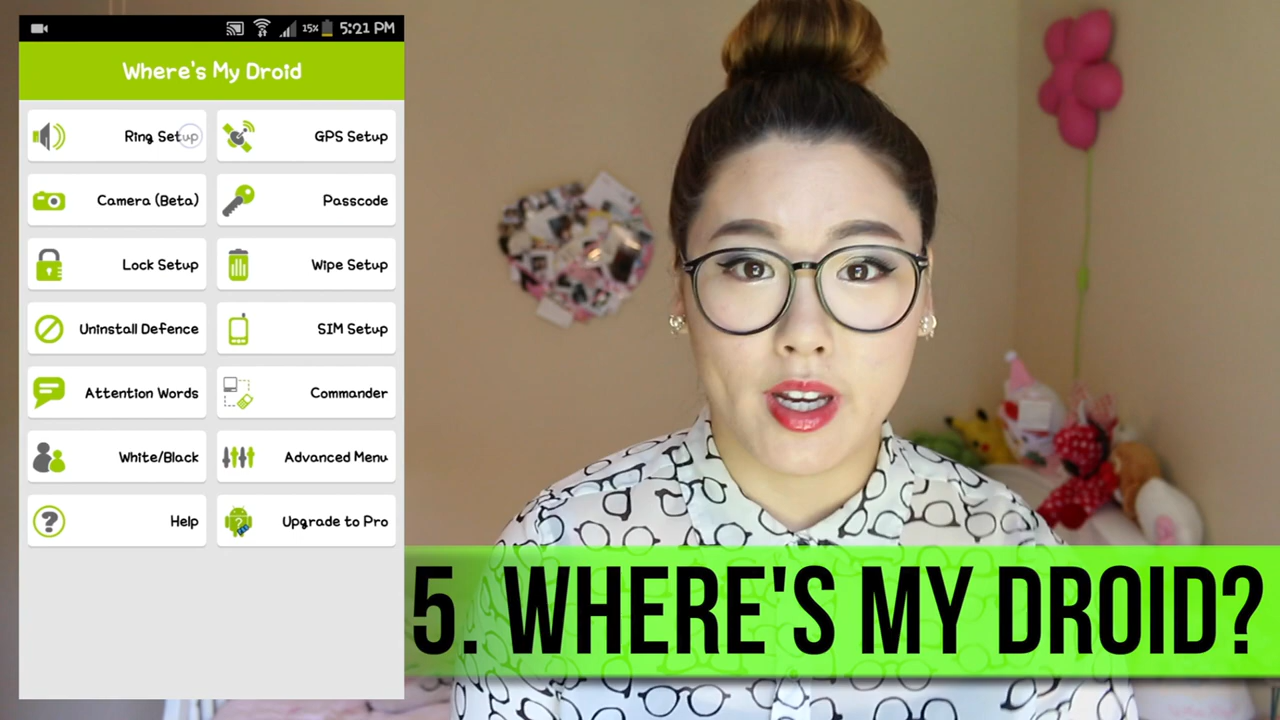 15% 5:21 PM
Where's My Droid
Ring Setup
GPS Setup
Camera (Beta)
Passcode
Lock Setup
Wipe Setup
Uninstall Defence
SIM Setup
Attention Words
Commander
White/Black
Advanced Menu
Help
Upgrade to Pro
5. WHERE'S MY DROID?